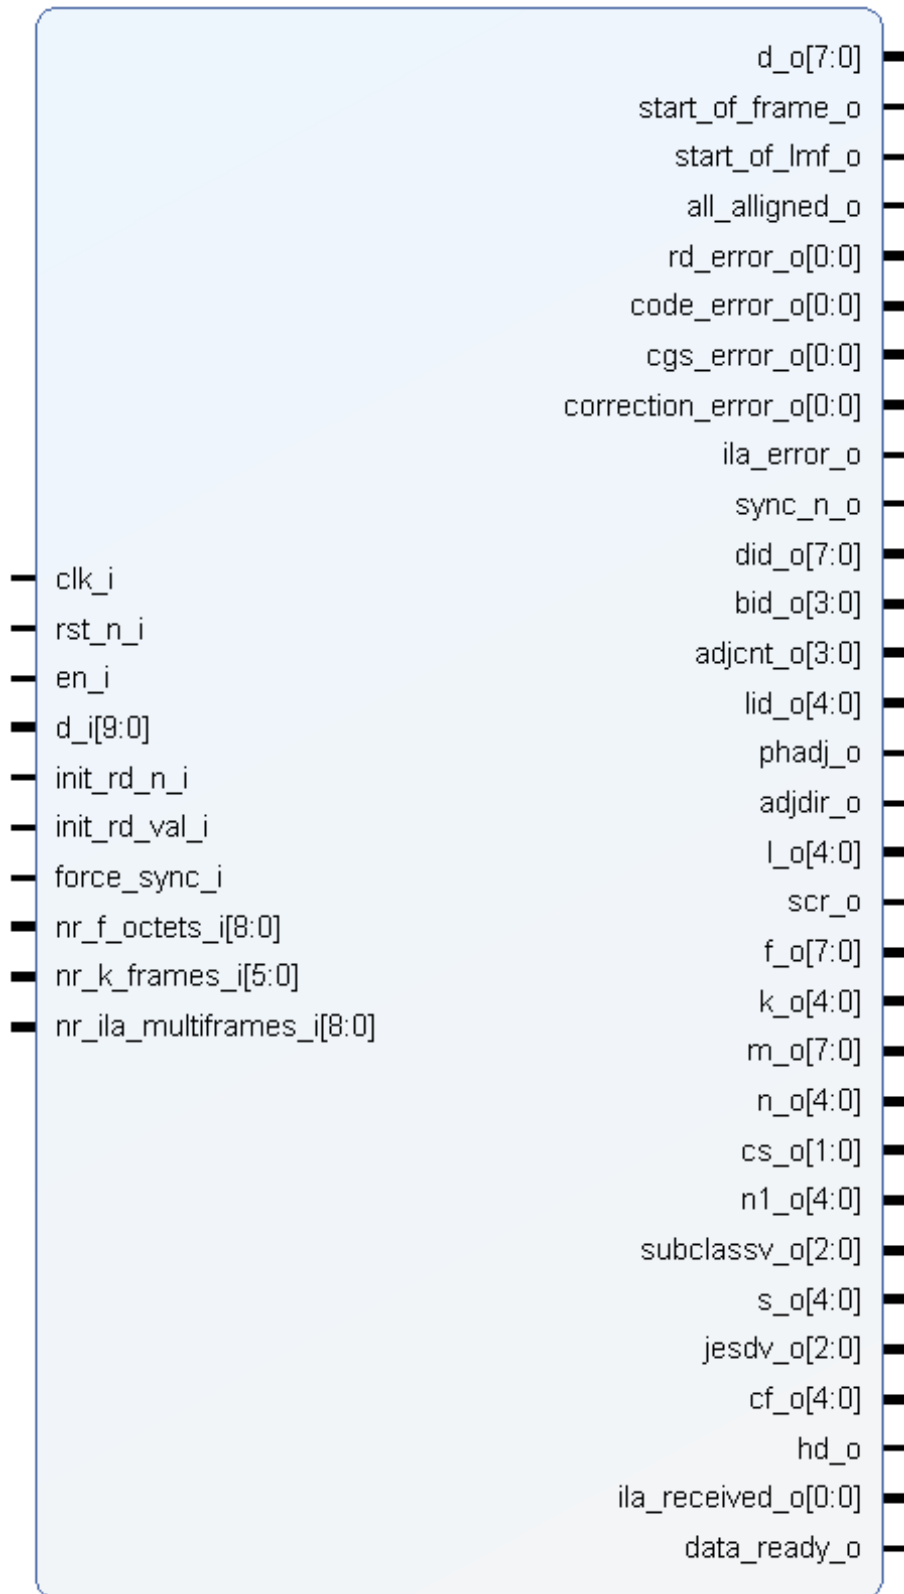 d_o[7:0]
start_of_frame_o
start_of_lmf_o
all_alligned_o
rd_error_o[0:0]
code_error_o[0:0]
cgs_error_o[0:0]
correction_error_o[0:0]
ila_error_o
sync_n_o
did_o[7:0]
clk_i
bid_o[3:0]
rst_n_i
adjcnt_o[3:0]
en_i
lid_o[4:0]
d_i[9:0]
phadj_o
init_rd_n_i
adjdir_o
init_rd_val_i
l_o[4:0]
force_sync_i
scr_o
nr_f_octets_i[8:0]
f_o[7:0]
nr_k_frames_i[5:0]
k_o[4:0]
nr_ila_multiframes_i[8:0]
m_o[7:0]
n_o[4:0]
cs_o[1:0]
n1_o[4:0]
subclassv_o[2:0]
s_o[4:0]
jesdv_o[2:0]
cf_o[4:0]
hd_o
ila_received_o[0:0]
data_ready_o